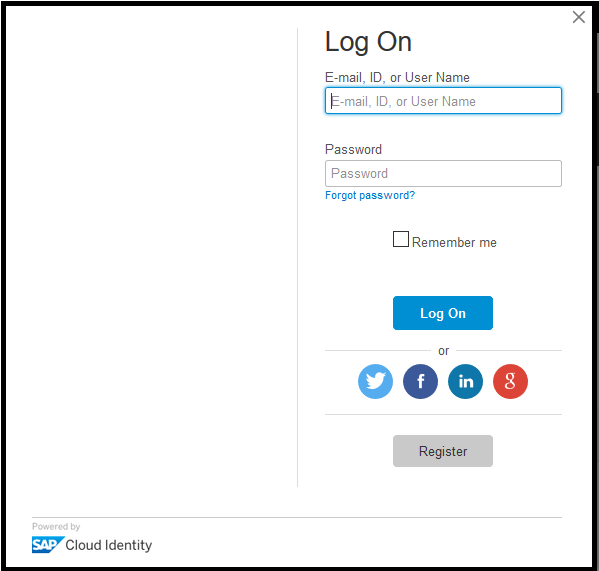 Log On
E-mail, ID, or User Name
E-mail, ID, or User Name
Password
Password
Forgot password?
Remember me
Log On
or
f
in
g
Register
Powered by
SAP Cloud Identity